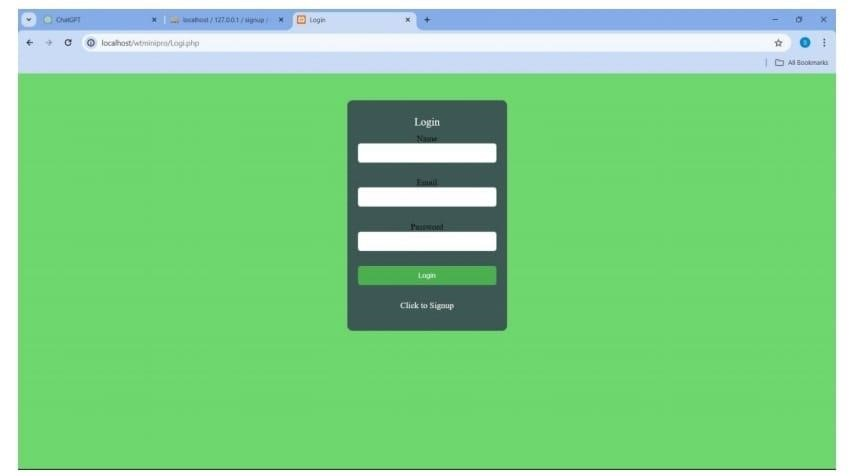 ChatGPT
localhost / 127.0.0.1 / signup /
Login
localhost/wtminipro/Logi.php
All Bookmarks
Login
Name
Email
Password
Login
Click to Signup